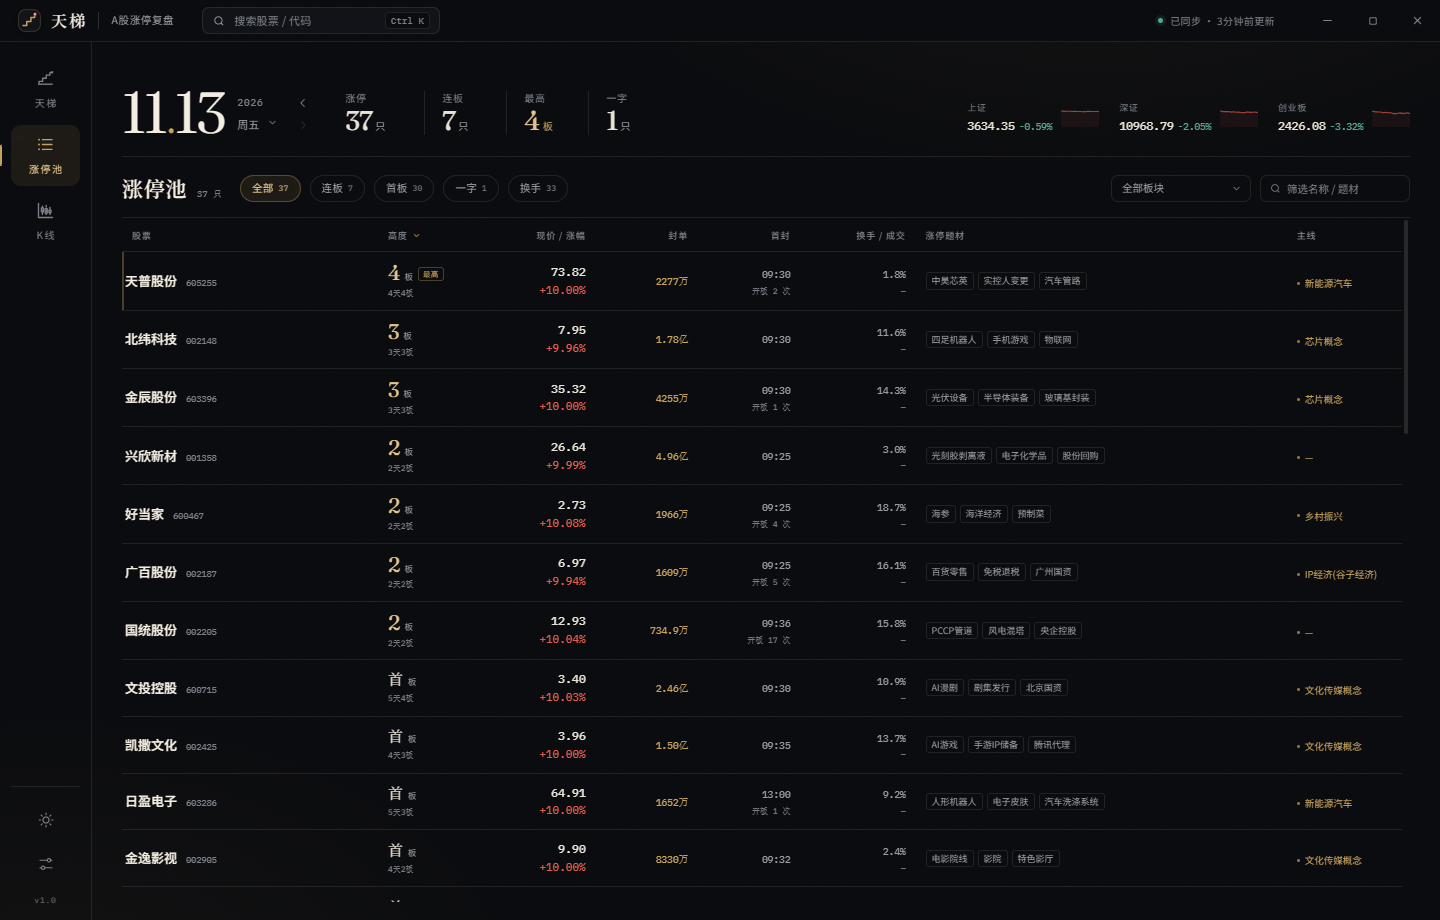 天梯 A股涨停复盘 搜索股票 / 代码 Ctrl K 已同步 · 3分钟前更新
天梯
涨停池
K线
v1.0
11.13 2026 周五
涨停 37只
连板 7只
最高 4板
一字 1只
上证 3634.35 -0.59%
深证 10968.79 -2.05%
创业板 2426.08 -3.32%
涨停池 37 只 全部 37 连板 7 首板 30 一字 1 换手 33 全部板块 筛选名称 / 题材
股票 高度 现价 / 涨幅 封单 首封 换手 / 成交 涨停题材 主线
天普股份 605255 4 板 最高 4天4板 73.82 +10.00% 2277万 09:30 开板 2 次 1.8% — 中昊芯英 实控人变更 汽车管路 新能源汽车
北纬科技 002148 3 板 3天3板 7.95 +9.96% 1.78亿 09:30 11.6% — 四足机器人 手机游戏 物联网 芯片概念
金辰股份 603396 3 板 3天3板 35.32 +10.00% 4255万 09:30 开板 1 次 14.3% — 光伏设备 半导体装备 玻璃基封装 芯片概念
兴欣新材 001358 2 板 2天2板 26.64 +9.99% 4.96亿 09:25 3.0% — 光刻胶剥离液 电子化学品 股份回购 —
好当家 600467 2 板 2天2板 2.73 +10.08% 1966万 09:25 开板 4 次 18.7% — 海参 海洋经济 预制菜 乡村振兴
广百股份 002187 2 板 2天2板 6.97 +9.94% 1609万 09:25 开板 5 次 16.1% — 百货零售 免税退税 广州国资 IP经济(谷子经济)
国统股份 002205 2 板 2天2板 12.93 +10.04% 734.9万 09:36 开板 17 次 15.8% — PCCP管道 风电混塔 央企控股 —
文投控股 600715 首 板 5天4板 3.40 +10.03% 2.46亿 09:30 10.9% — AI漫剧 剧集发行 北京国资 文化传媒概念
凯撒文化 002425 首 板 4天3板 3.96 +10.00% 1.50亿 09:35 13.7% — AI游戏 手游IP储备 腾讯代理 文化传媒概念
日盈电子 603286 首 板 5天3板 64.91 +10.00% 1652万 13:00 开板 1 次 9.2% — 人形机器人 电子皮肤 汽车洗涤系统 新能源汽车
金逸影视 002905 首 板 4天2板 9.90 +10.00% 8330万 09:32 2.4% — 电影院线 影院 特色影厅 文化传媒概念